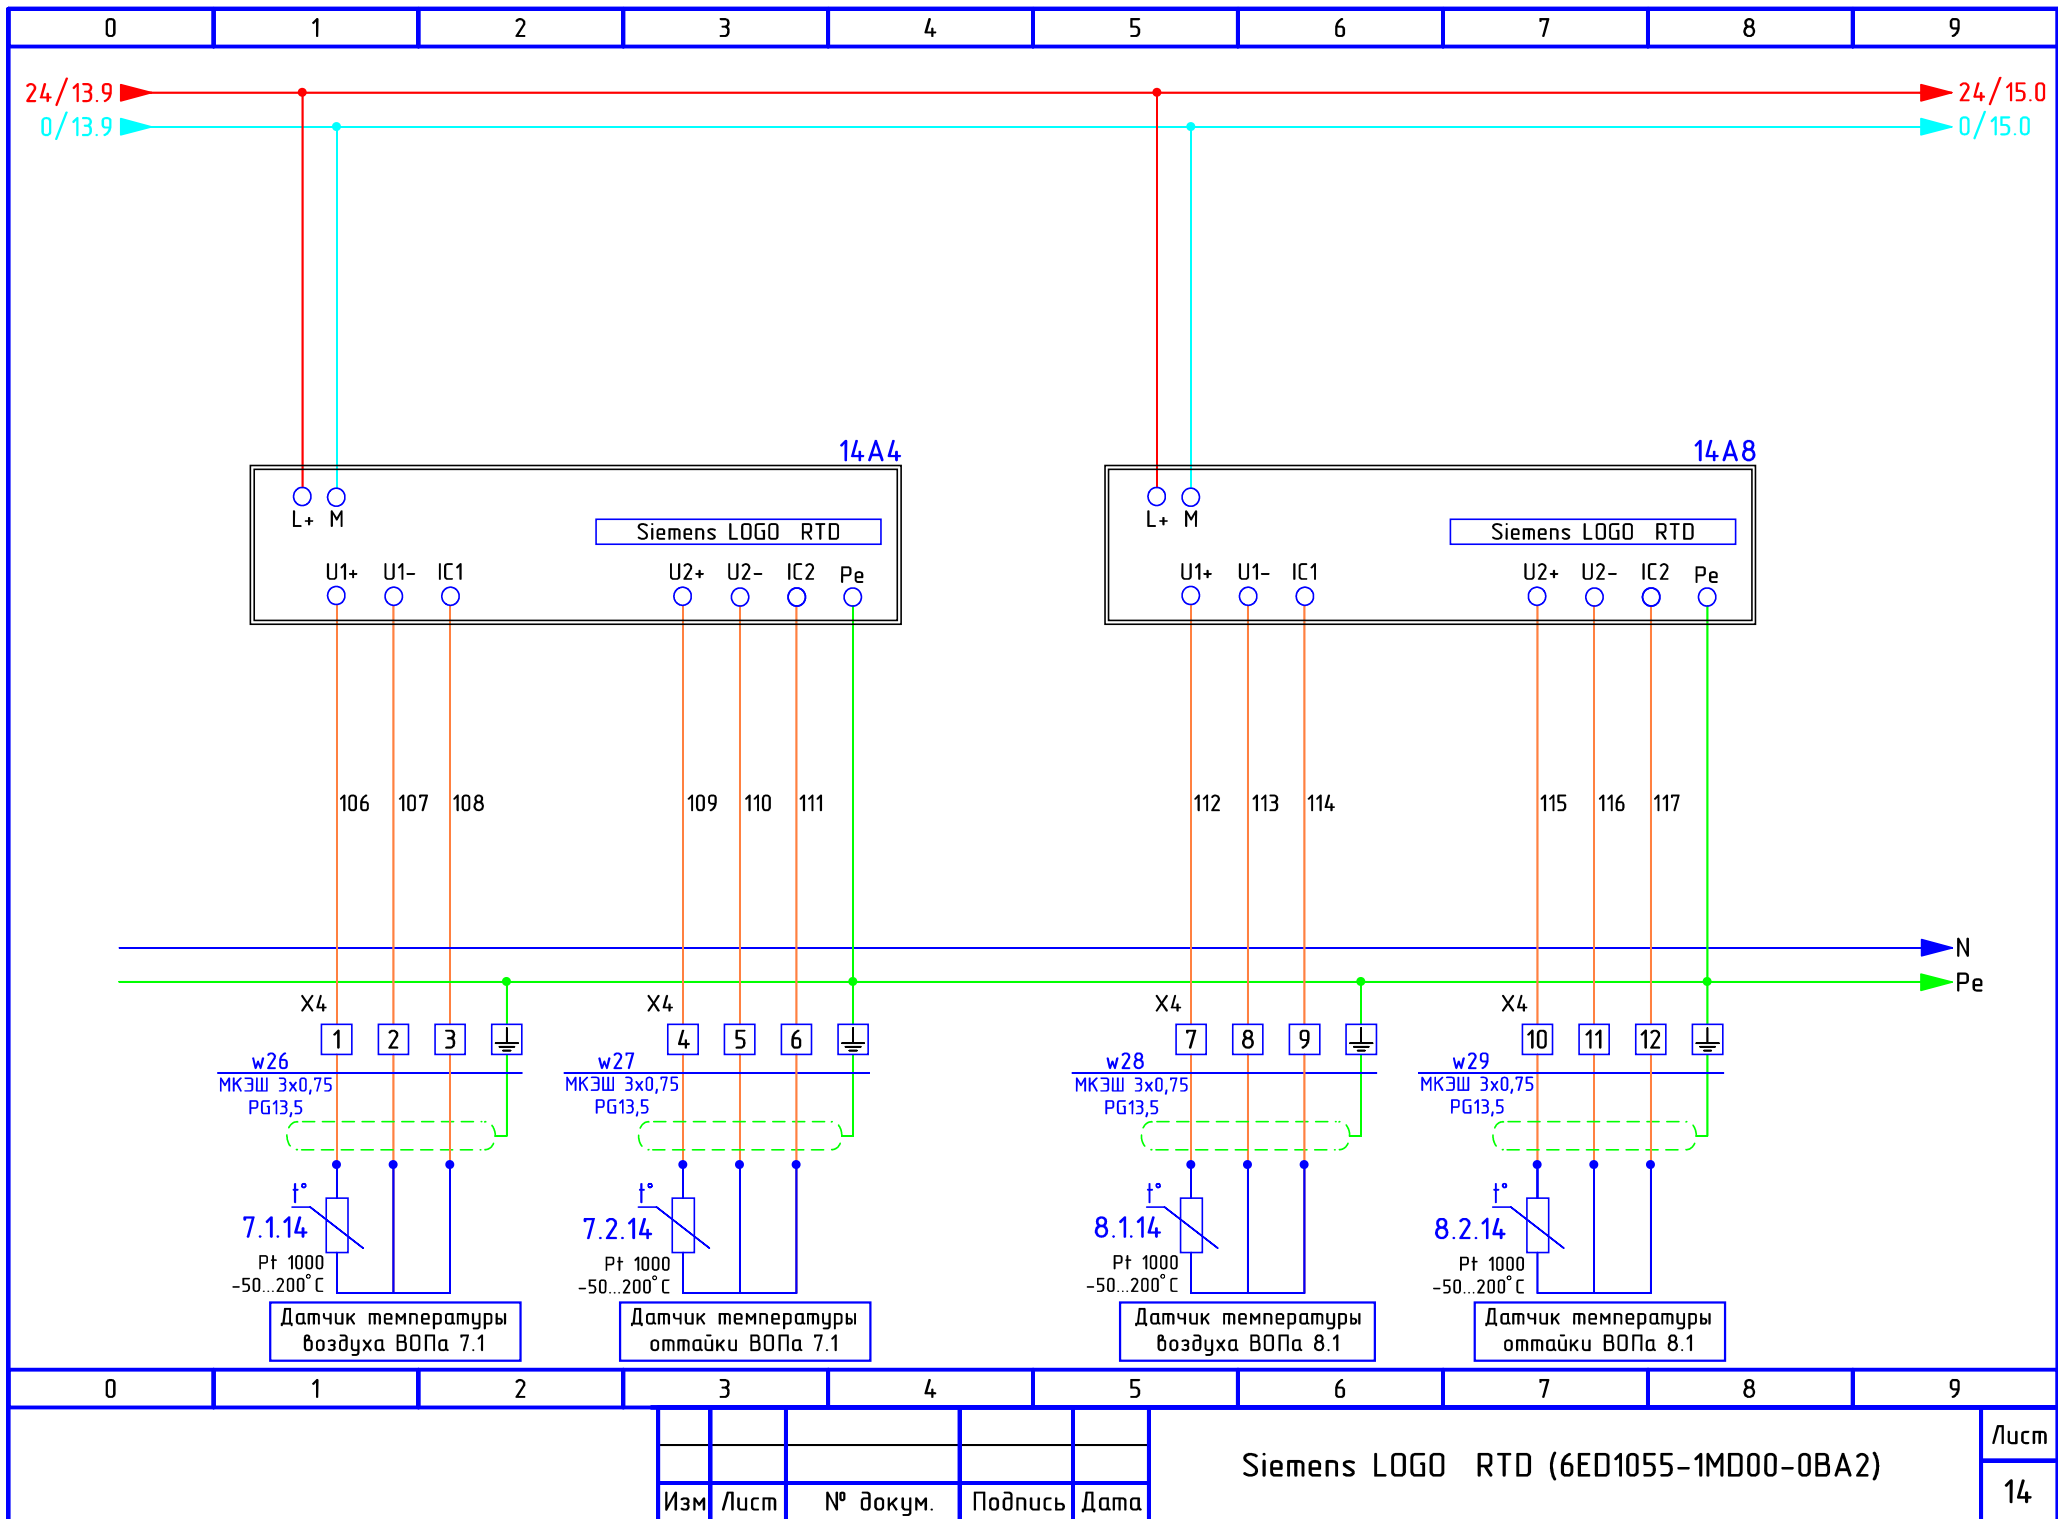 0 1 2 3 4 5 6 7 8 9
24/13.9 24/15.0
0/13.9 0/15.0
14A4 14A8
L+ M L+ M
Siemens LOGO RTD Siemens LOGO RTD
U1+ U1- IC1 U2+ U2- IC2 Pe U1+ U1- IC1 U2+ U2- IC2 Pe
106 107 108 109 110 111 112 113 114 115 116 117
N
Pe
X4 X4 X4 X4
1 2 3 4 5 6 7 8 9 10 11 12
w26 w27 w28 w29
МКЭШ 3x0,75 МКЭШ 3x0,75 МКЭШ 3x0,75 МКЭШ 3x0,75
PG13,5 PG13,5 PG13,5 PG13,5
t° t° t° t°
7.1.14 7.2.14 8.1.14 8.2.14
Pt 1000 Pt 1000 Pt 1000 Pt 1000
-50...200°C -50...200°C -50...200°C -50...200°C
Датчик температуры Датчик температуры Датчик температуры Датчик температуры
воздуха ВОПа 7.1 оттайки ВОПа 7.1 воздуха ВОПа 8.1 оттайки ВОПа 8.1
0 1 2 3 4 5 6 7 8 9
Лист
Siemens LOGO RTD (6ED1055-1MD00-0BA2)
14
Изм Лист № докум. Подпись Дата